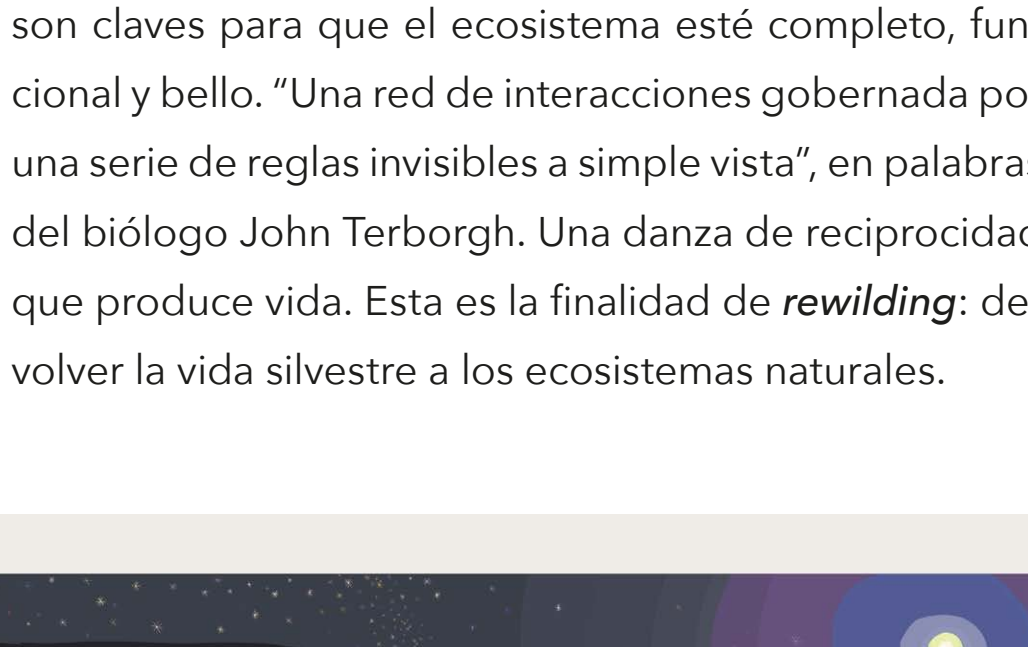 son claves para que el ecosistema esté completo, fun
cional y bello. “Una red de interacciones gobernada po
una serie de reglas invisibles a simple vista”, en palabras
del biólogo John Terborgh. Una danza de reciprocidad
que produce vida. Esta es la finalidad de rewilding: de
volver la vida silvestre a los ecosistemas naturales.